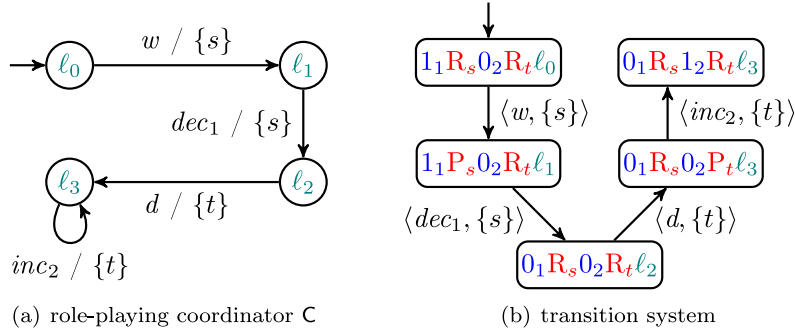 w / {s}
ℓ₀
ℓ₁
dec₁ / {s}
ℓ₃
ℓ₂
d / {t}
inc₂ / {t}
(a) role-playing coordinator C
1₁Rₛ0₂Rₜℓ₀
0₁Rₛ1₂Rₜℓ₃
⟨w, {s}⟩
⟨inc₂, {t}⟩
1₁Pₛ0₂Rₜℓ₁
0₁Rₛ0₂Pₜℓ₃
⟨dec₁, {s}⟩
⟨d, {t}⟩
0₁Rₛ0₂Rₜℓ₂
(b) transition system